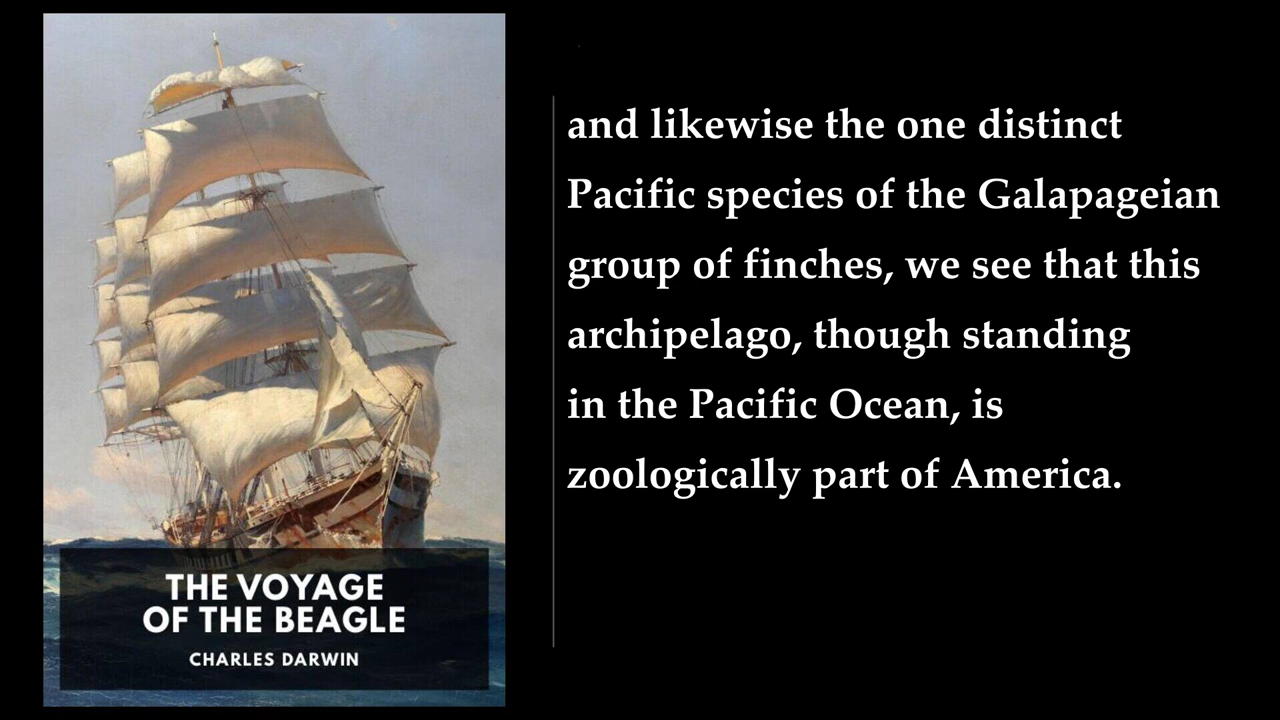 THE VOYAGE
OF THE BEAGLE
CHARLES DARWIN
and likewise the one distinct
Pacific species of the Galapageian
group of finches, we see that this
archipelago, though standing
in the Pacific Ocean, is
zoologically part of America.